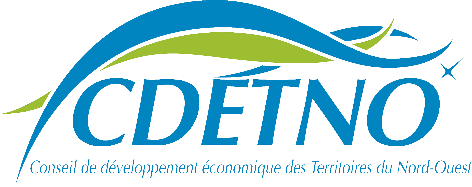 CDÉTNO
Conseil de développement économique des Territoires du Nord-Ouest